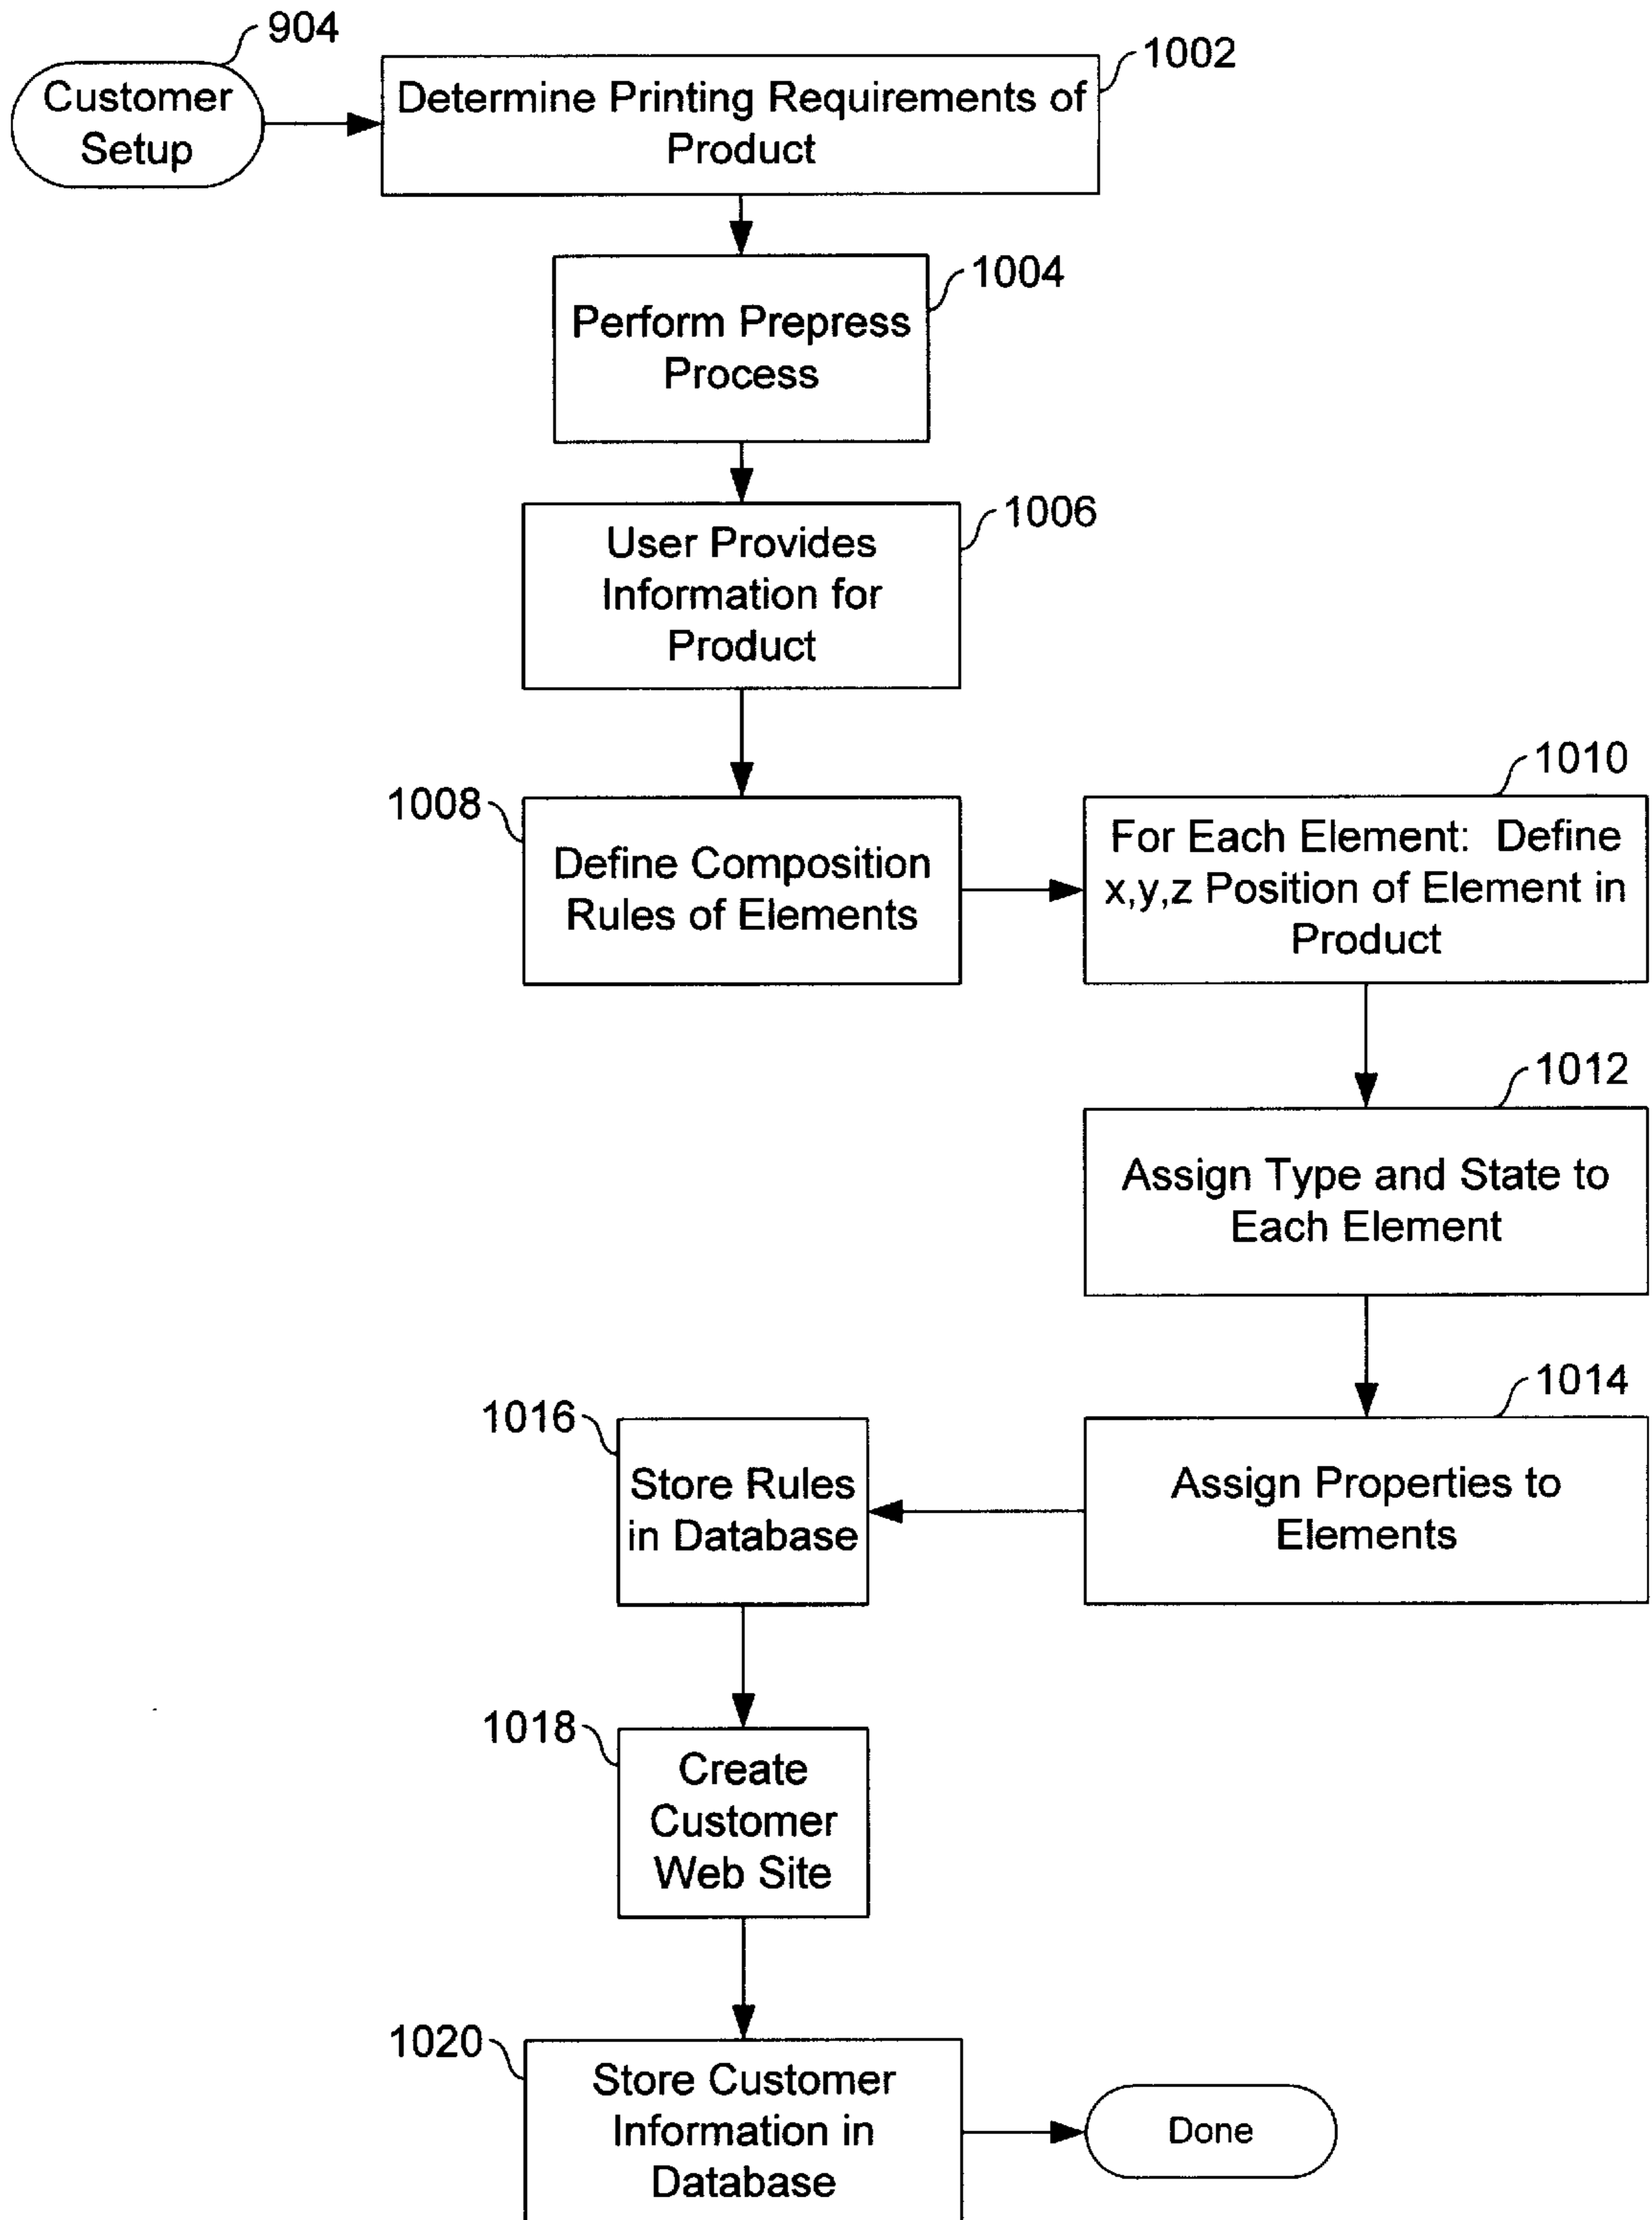 904
Customer
Setup
1002
Determine Printing Requirements of
Product
1004
Perform Prepress
Process
1006
User Provides
Information for
Product
1008
Define Composition
Rules of Elements
1010
For Each Element: Define
x,y,z Position of Element in
Product
1012
Assign Type and State to
Each Element
1014
Assign Properties to
Elements
1016
Store Rules
in Database
1018
Create
Customer
Web Site
1020
Store Customer
Information in
Database
Done